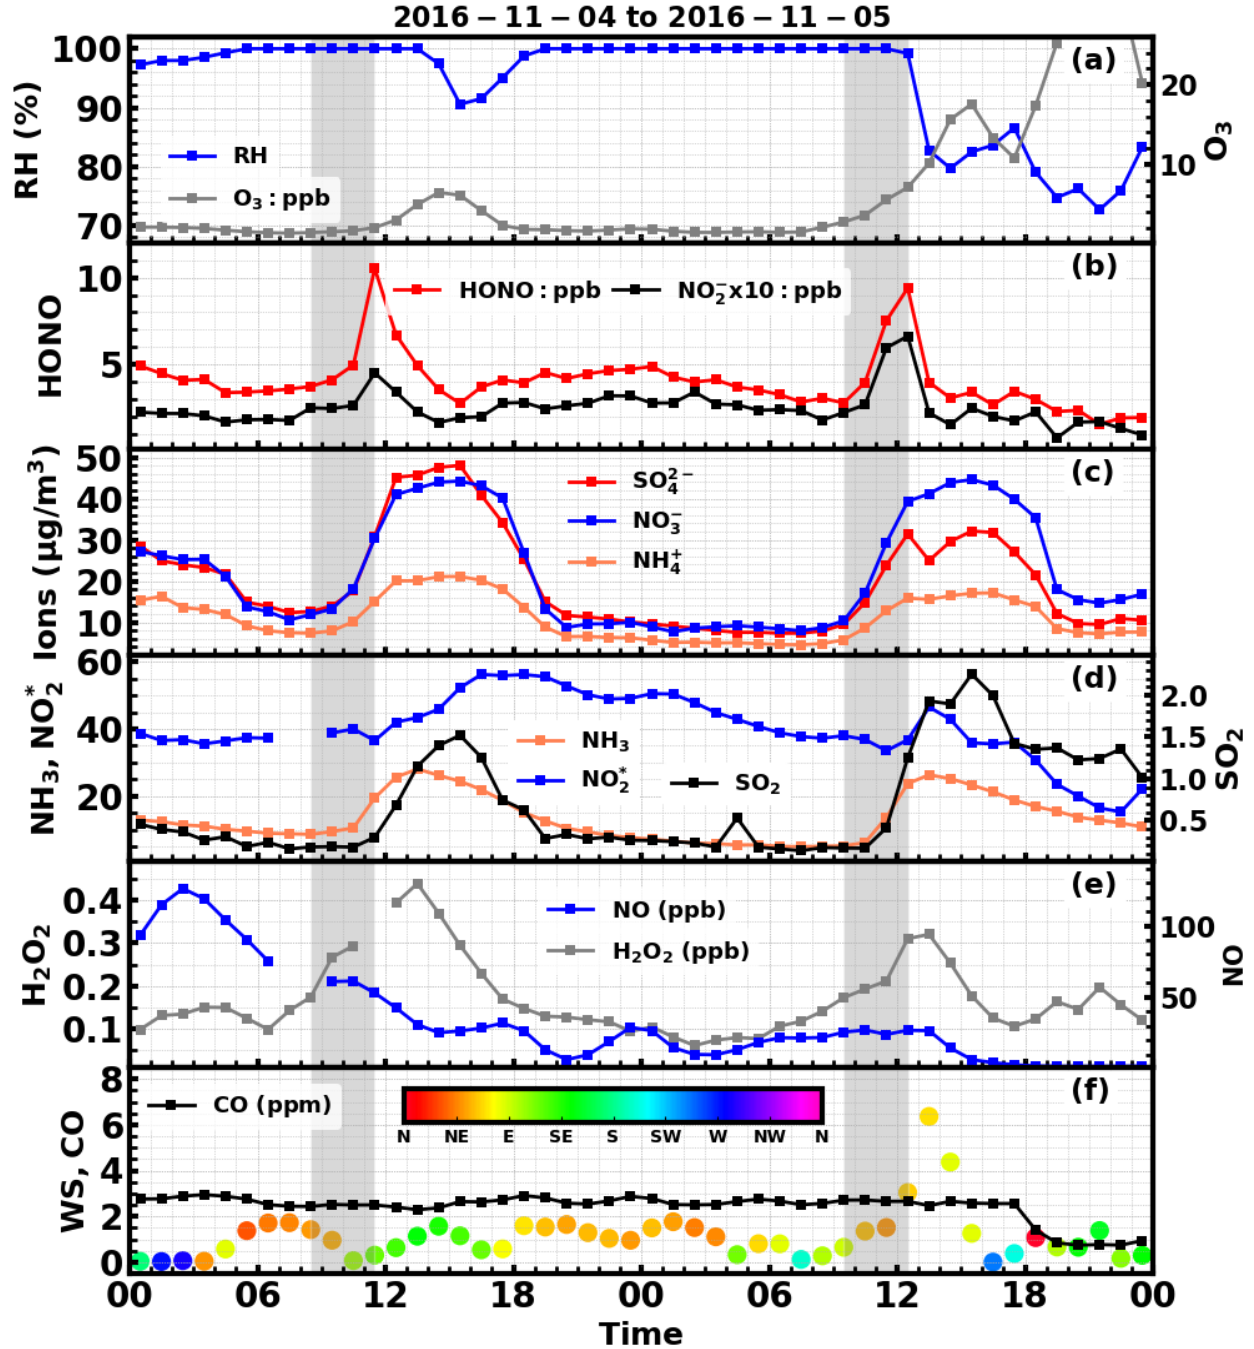 2016 − 11 − 04 to 2016 − 11 − 05
(a)
100
90
80
70
RH (%)
20
10
O₃
RH
O₃ : ppb
(b)
10
5
HONO
HONO : ppb
NO₂⁻x10 : ppb
(c)
50
40
30
20
10
Ions (μg/m³)
SO₄²⁻
NO₃⁻
NH₄⁺
(d)
60
40
20
NH₃, NO₂*
2.0
1.5
1.0
0.5
SO₂
NH₃
NO₂*
SO₂
(e)
0.4
0.3
0.2
0.1
H₂O₂
100
50
NO
NO (ppb)
H₂O₂ (ppb)
(f)
8
6
4
2
0
WS, CO
CO (ppm)
N NE E SE S SW W NW N
00 06 12 18 00 06 12 18 00
Time